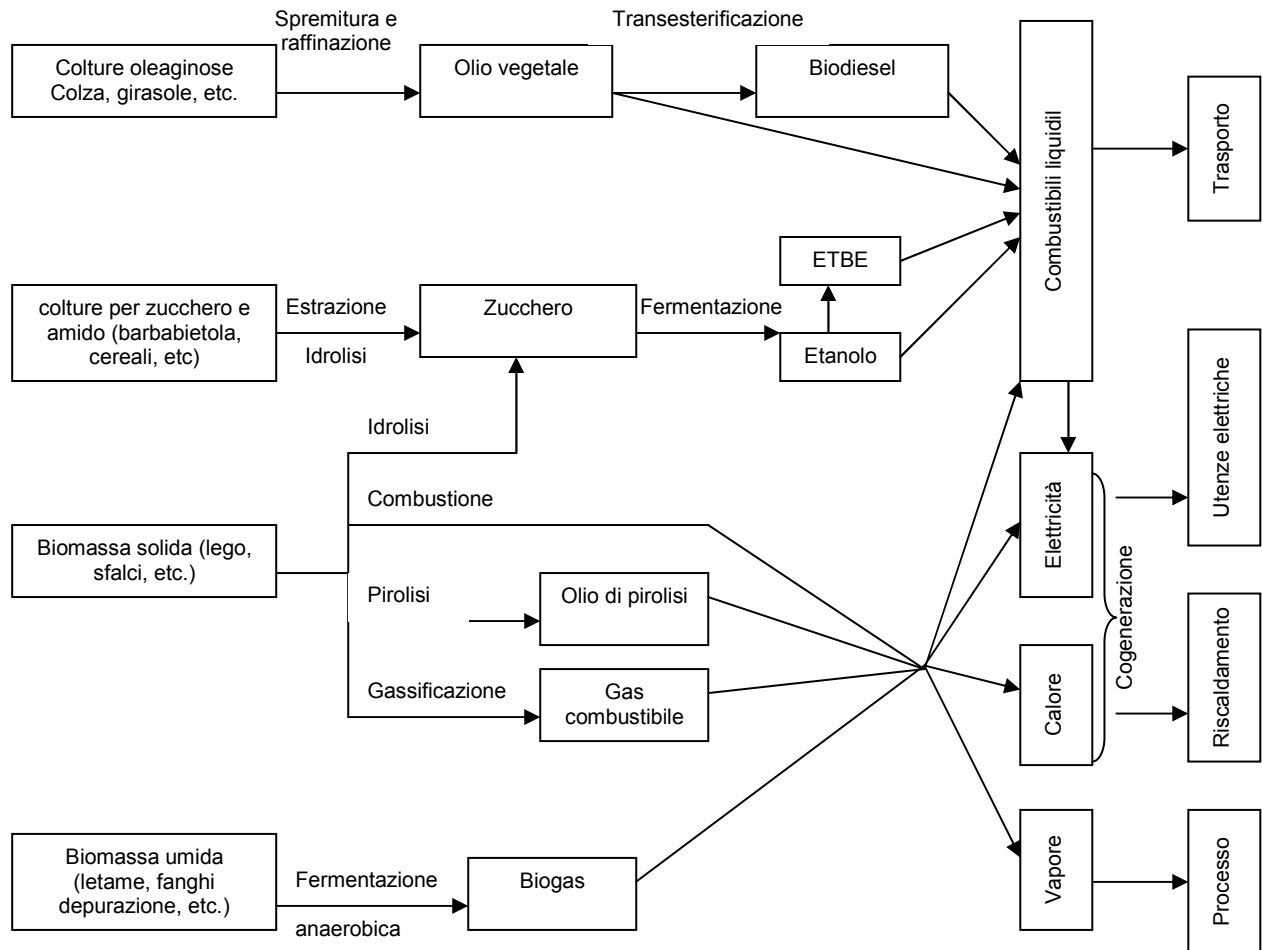 Spremitura e
raffinazione
Transesterificazione
Colture oleaginose
Colza, girasole, etc.
Olio vegetale
Biodiesel
Combustibili liquidil
Trasporto
colture per zucchero e
amido (barbabietola,
cereali, etc)
Estrazione
Idrolisi
Zucchero
Fermentazione
ETBE
Etanolo
Idrolisi
Combustione
Biomassa solida (lego,
sfalci, etc.)
Pirolisi
Olio di pirolisi
Gassificazione
Gas
combustibile
Elettricità
Calore
Cogenerazione
Utenze elettriche
Riscaldamento
Biomassa umida
(letame, fanghi
depurazione, etc.)
Fermentazione
anaerobica
Biogas
Vapore
Processo